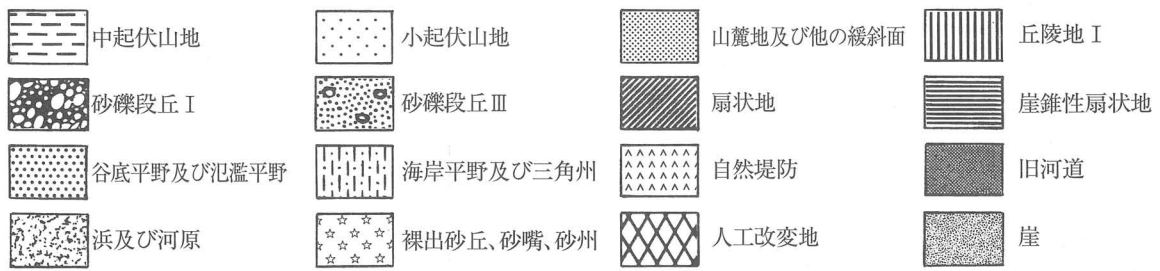 中起伏山地 小起伏山地 山麓地及び他の緩斜面 丘陵地Ⅰ
砂礫段丘Ⅰ 砂礫段丘Ⅲ 扇状地 崖錐性扇状地
谷底平野及び氾濫平野 海岸平野及び三角州 自然堤防 旧河道
浜及び河原 裸出砂丘、砂嘴、砂州 人工改変地 崖